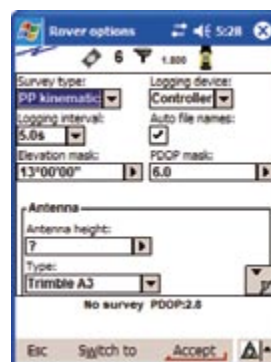 Rover options 5:28
6 1.800
Survey type: Logging device:
PP kinematic Controller
Logging interval: Auto file names:
5.0s
Elevation mask: PDOP mask:
13°00'00" 6.0
Antenna
Antenna height:
?
Type:
Trimble A3
No survey PDOP:2.8
Esc Switch to Accept